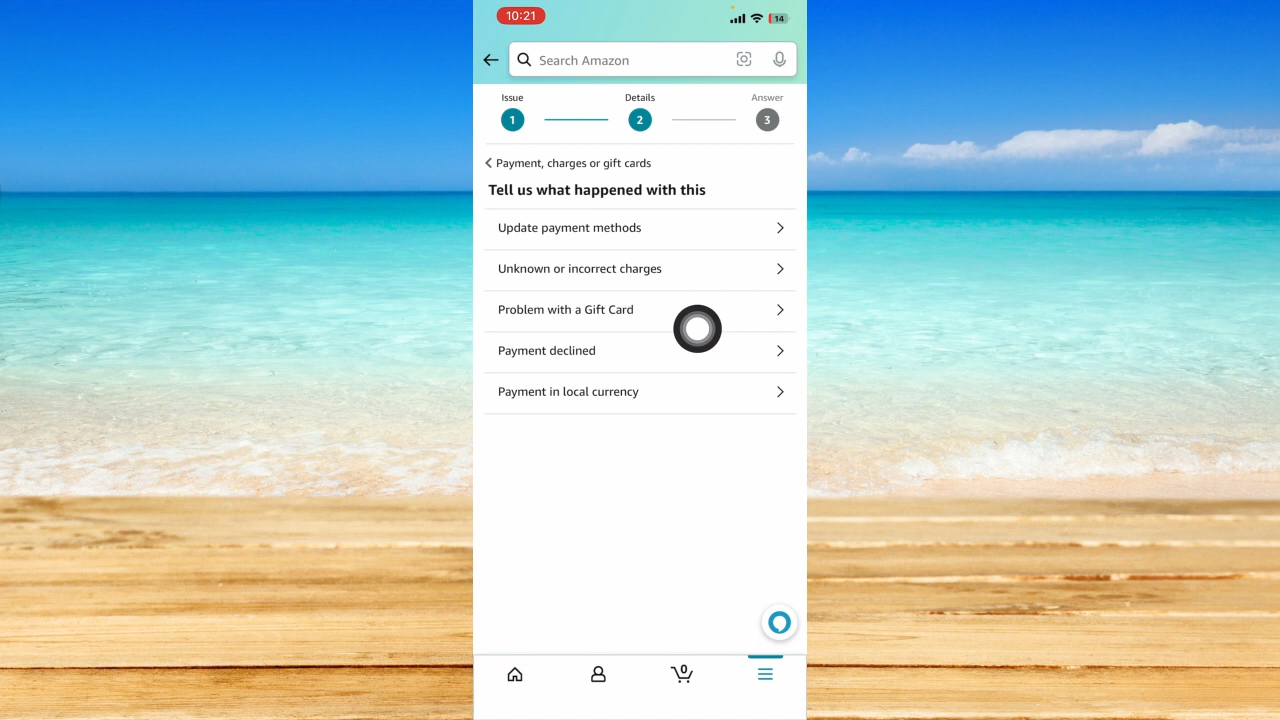 10:21
14
Search Amazon
Issue
Details
Answer
1
2
3
Payment, charges or gift cards
Tell us what happened with this
Update payment methods
Unknown or incorrect charges
Problem with a Gift Card
Payment declined
Payment in local currency
0